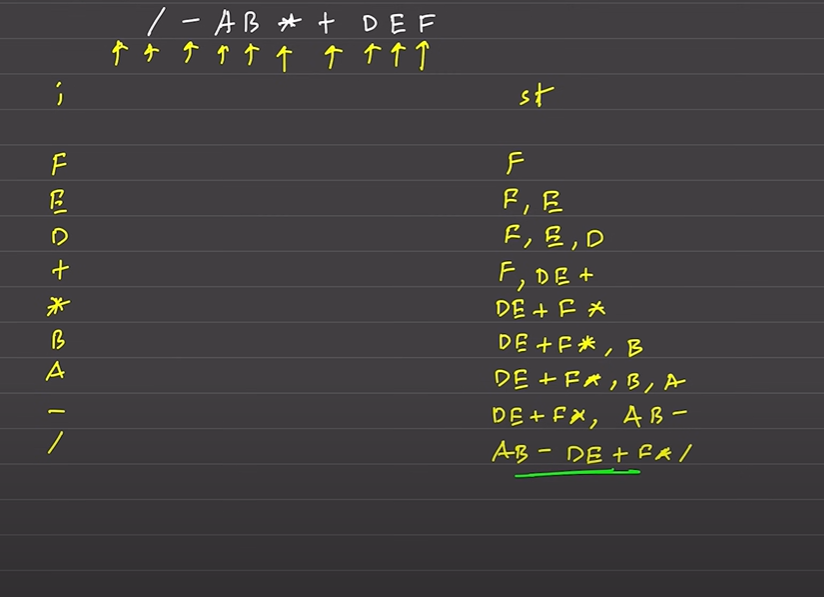 / - A B * + D E F
i st
F F
E F, E
D F, E, D
+ F, DE+
* DE+F*
B DE+F*, B
A DE+F*, B, A
- DE+F*, AB-
/ AB-DE+F*/